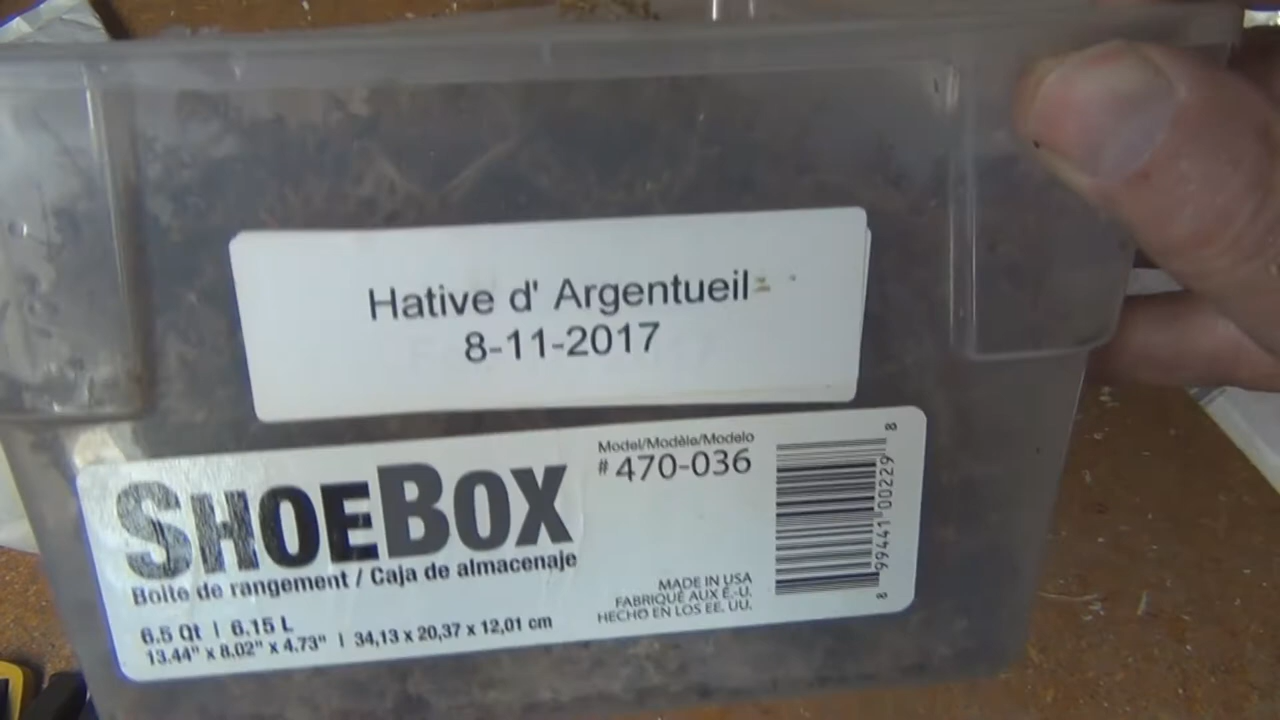 Hative d' Argentueil
8-11-2017
SHOEBOX
Boite de rangement / Caja de almacenaje
6.5 Qt | 6.15 L
13.44" x 8.02" x 4.73" | 34,13 x 20,37 x 12,01 cm
Model/Modèle/Modelo
# 470-036
MADE IN USA
FABRIQUÉ AUX É.-U.
HECHO EN LOS EE. UU.
8 99441 00229 8